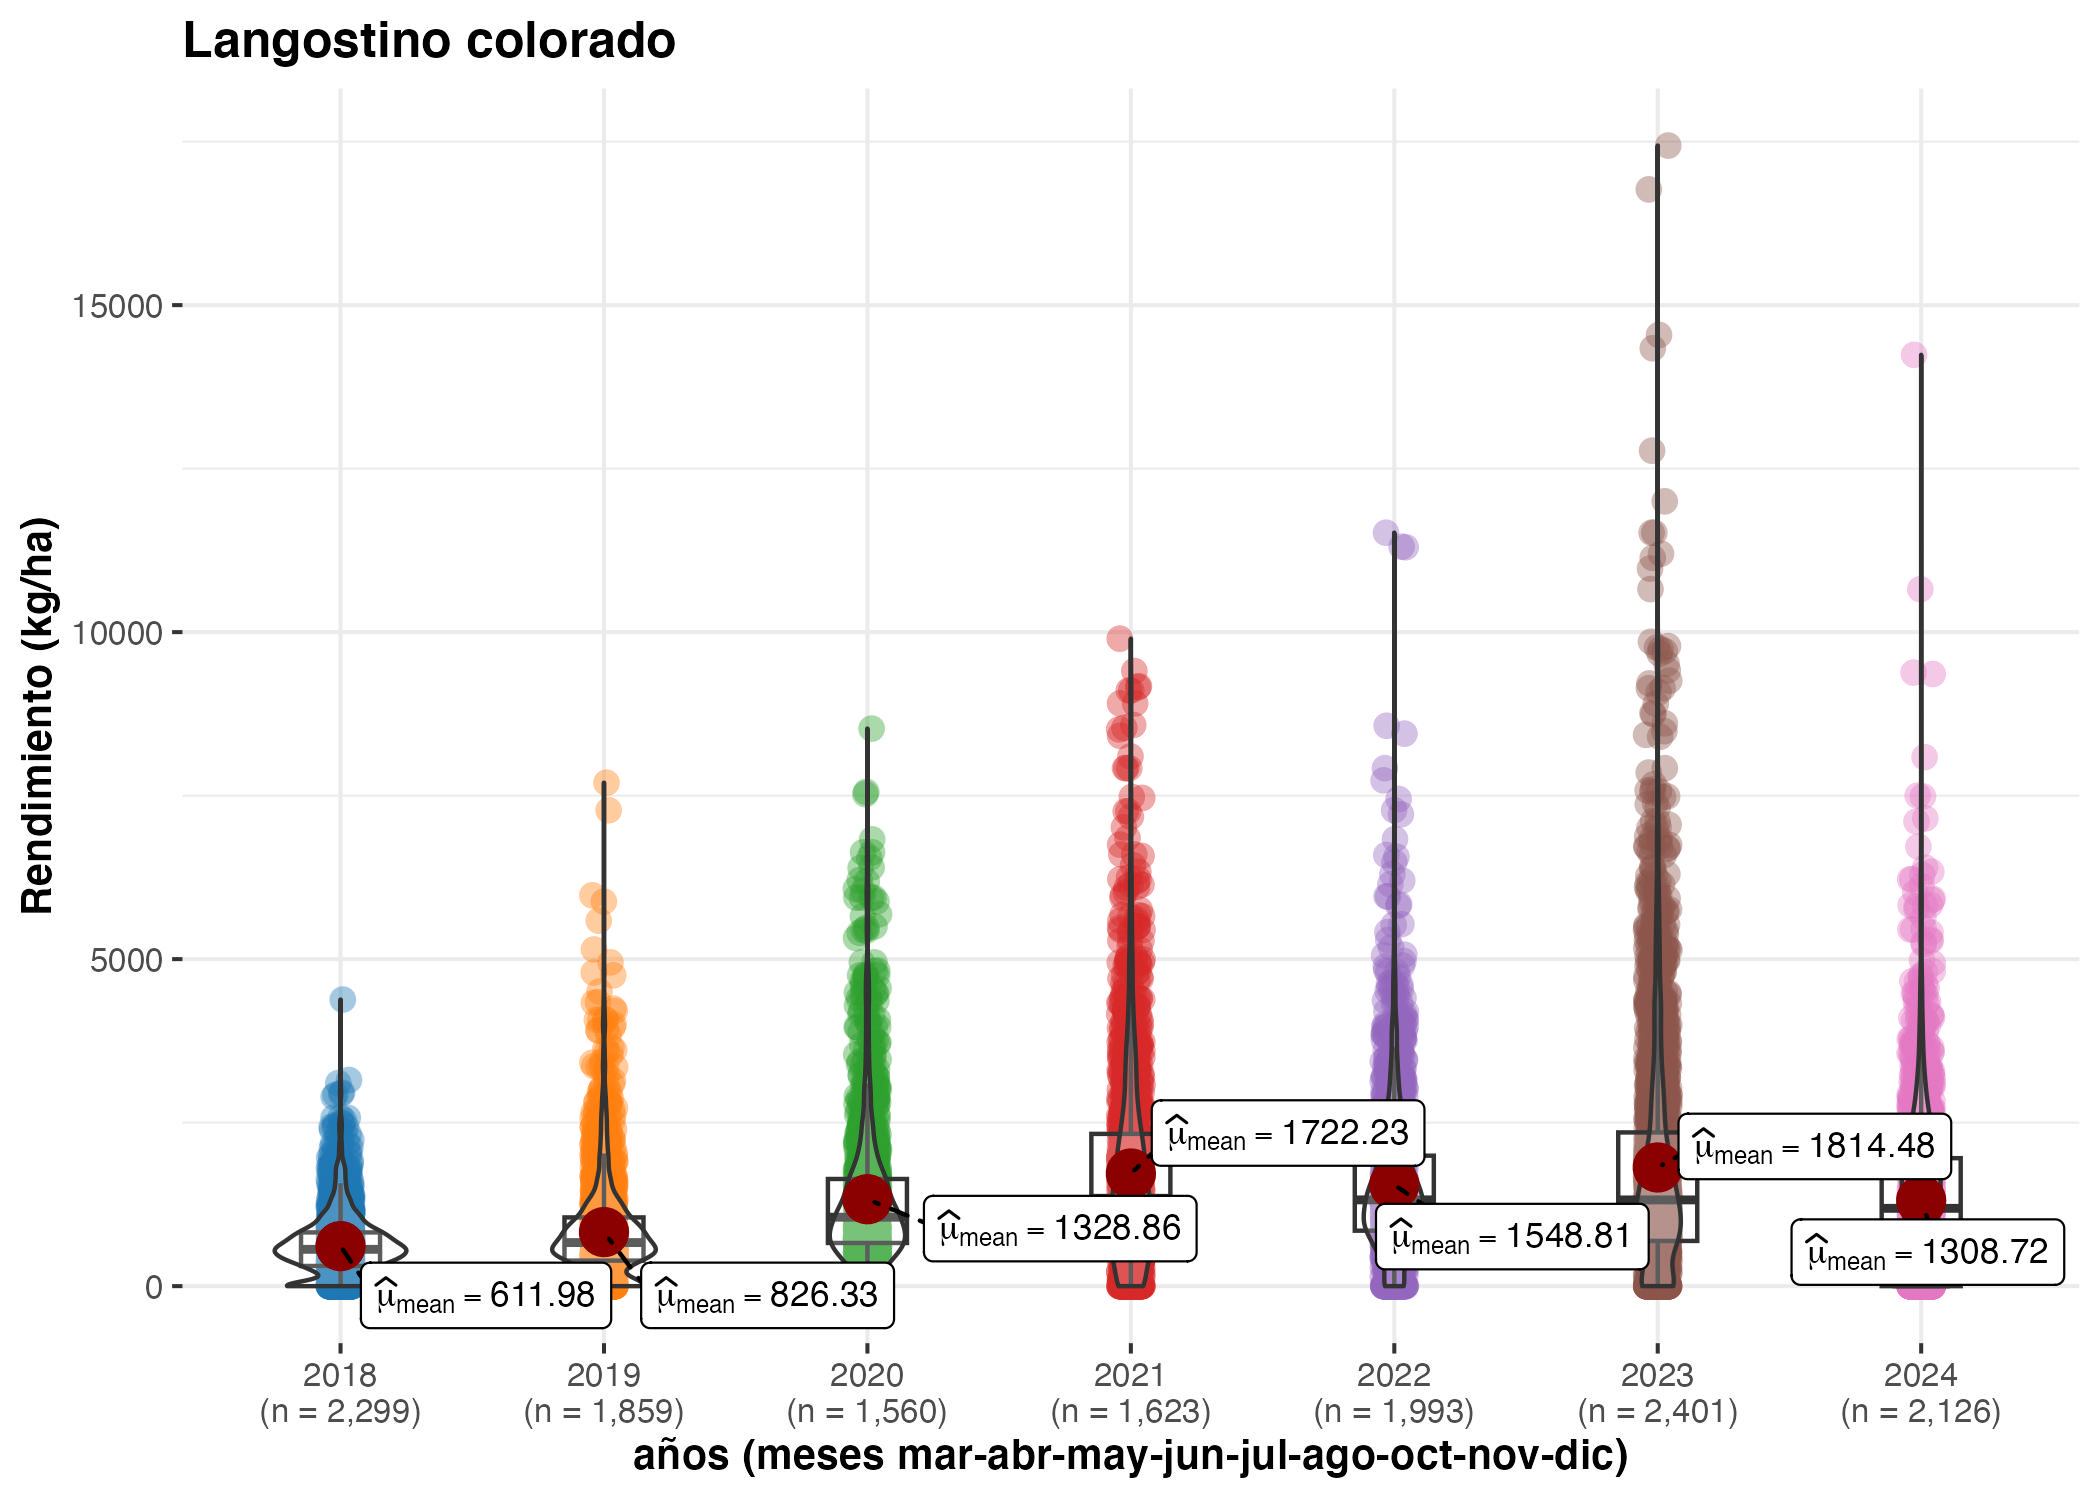 Langostino colorado
Rendimiento (kg/ha)
15000
10000
5000
0
μ̂mean = 1722.23
μ̂mean = 1814.48
μ̂mean = 1328.86
μ̂mean = 1548.81
μ̂mean = 1308.72
μ̂mean = 611.98
μ̂mean = 826.33
2018 2019 2020 2021 2022 2023 2024
(n = 2,299) (n = 1,859) (n = 1,560) (n = 1,623) (n = 1,993) (n = 2,401) (n = 2,126)
años (meses mar-abr-may-jun-jul-ago-oct-nov-dic)